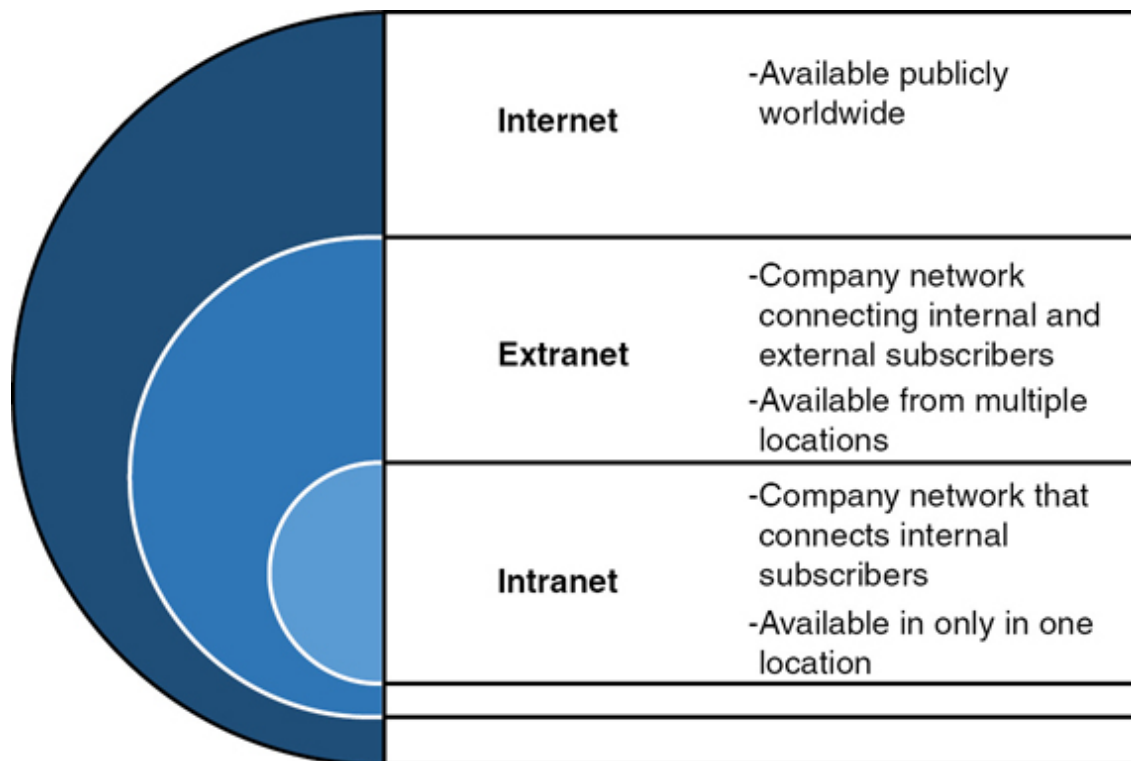 Internet
-Available publicly
worldwide
Extranet
-Company network
connecting internal and
external subscribers
-Available from multiple
locations
Intranet
-Company network that
connects internal
subscribers
-Available in only in one
location